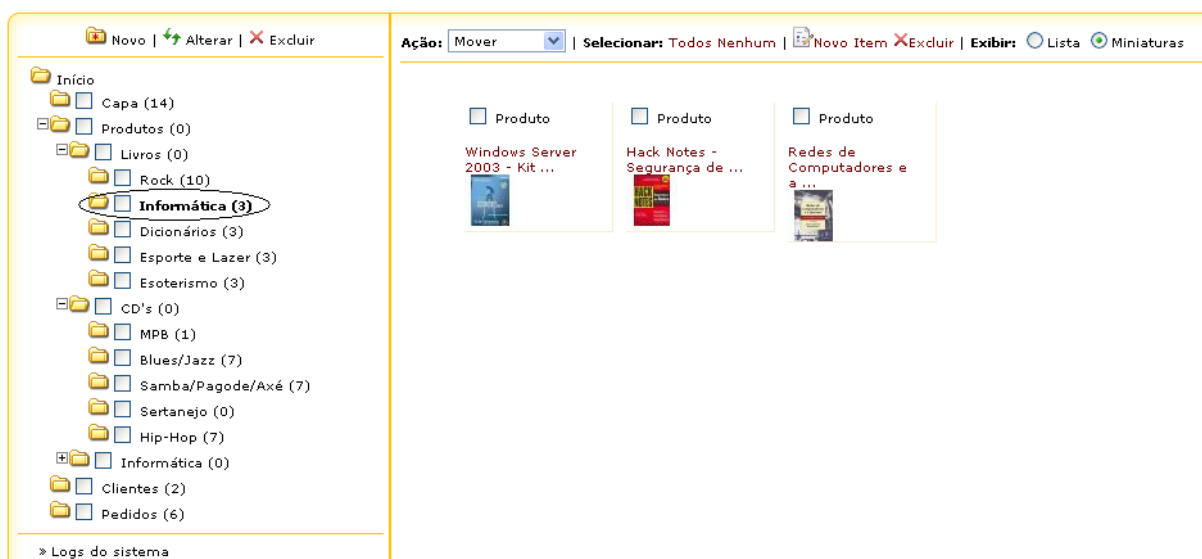 Novo | Alterar | Excluir
Início
Capa (14)
Produtos (0)
Livros (0)
Rock (10)
Informática (3)
Dicionários (3)
Esporte e Lazer (3)
Esoterismo (3)
CD's (0)
MPB (1)
Blues/Jazz (7)
Samba/Pagode/Axé (7)
Sertanejo (0)
Hip-Hop (7)
Informática (0)
Clientes (2)
Pedidos (6)
» Logs do sistema
Ação: Mover | Selecionar: Todos Nenhum | Novo Item Excluir | Exibir: Lista Miniaturas
Produto
Windows Server
2003 - Kit ...
Produto
Hack Notes -
Segurança de ...
HACK
NOTES
Produto
Redes de
Computadores e
a ...